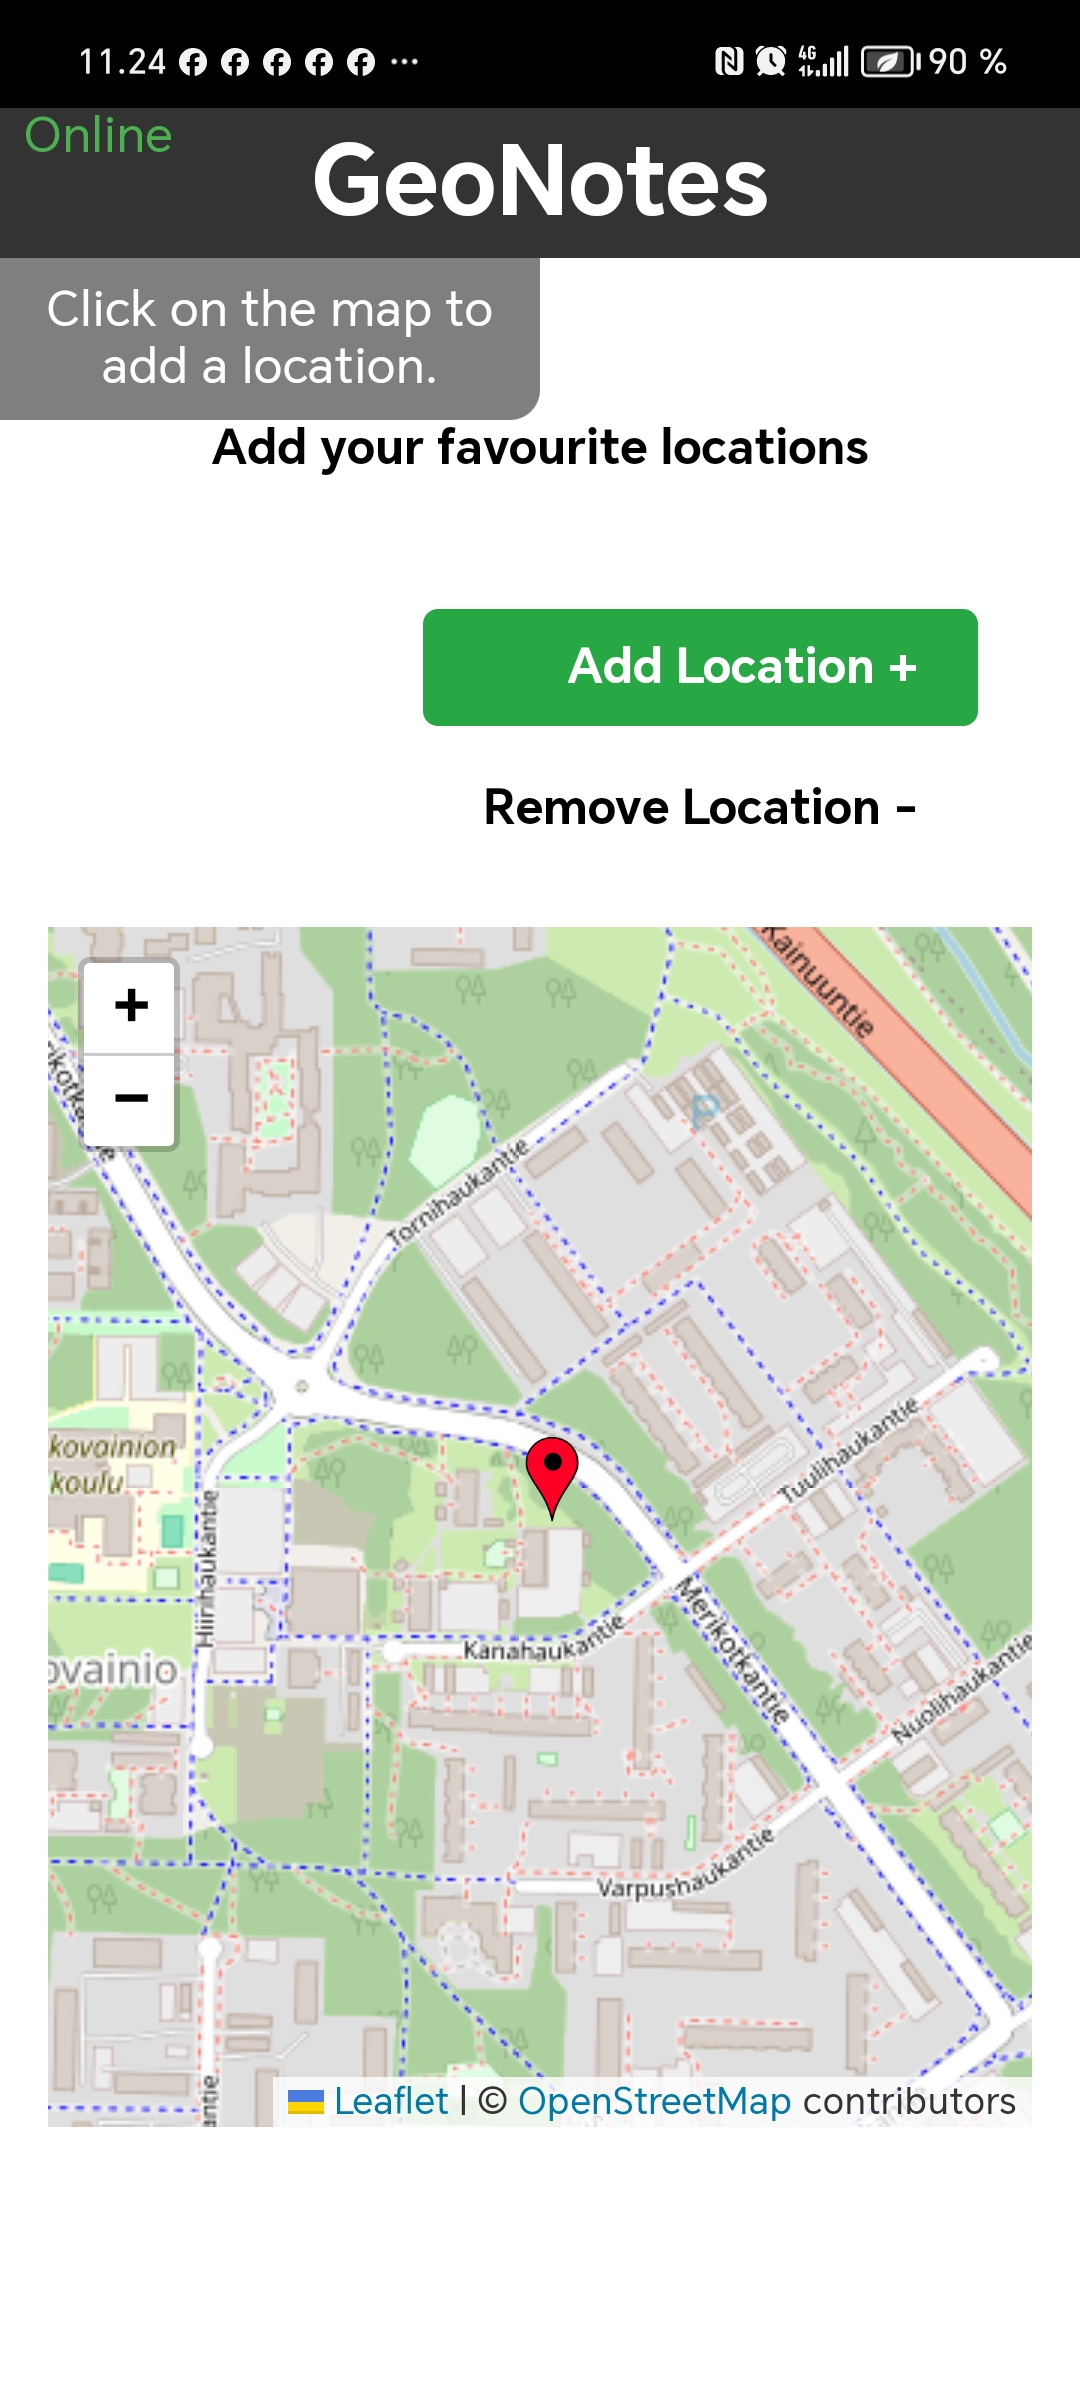 11.24 ... 4G 90 %
Online
GeoNotes
Click on the map to
add a location.
Add your favourite locations
Add Location +
Remove Location -
+
−
Kainuuntie
Tornihaukantie
P
Tuulihaukantie
kovainion
koulu
Hiirihaukantie
Merikotkantie
Kanahaukantie
ovainio
Nuolihaukantie
Varpushaukantie
antie
Leaflet | © OpenStreetMap contributors